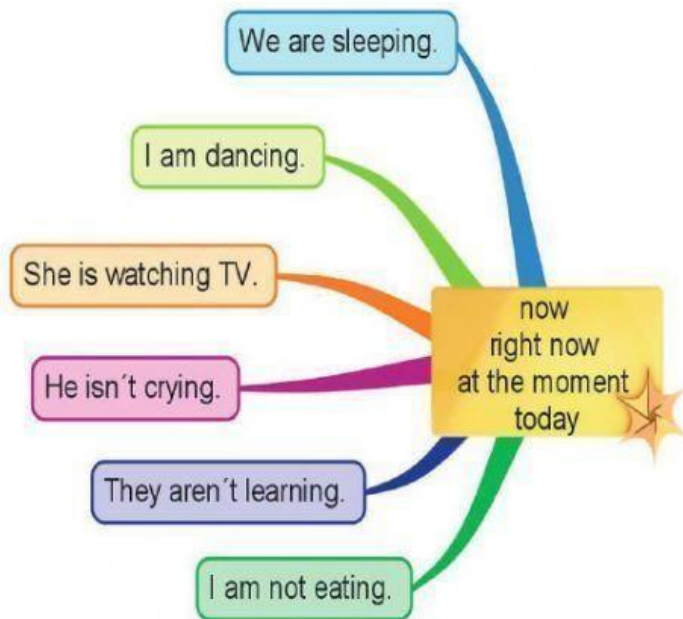 We are sleeping.
I am dancing.
She is watching TV.
He isn´t crying.
They aren´t learning.
I am not eating.
now
right now
at the moment
today